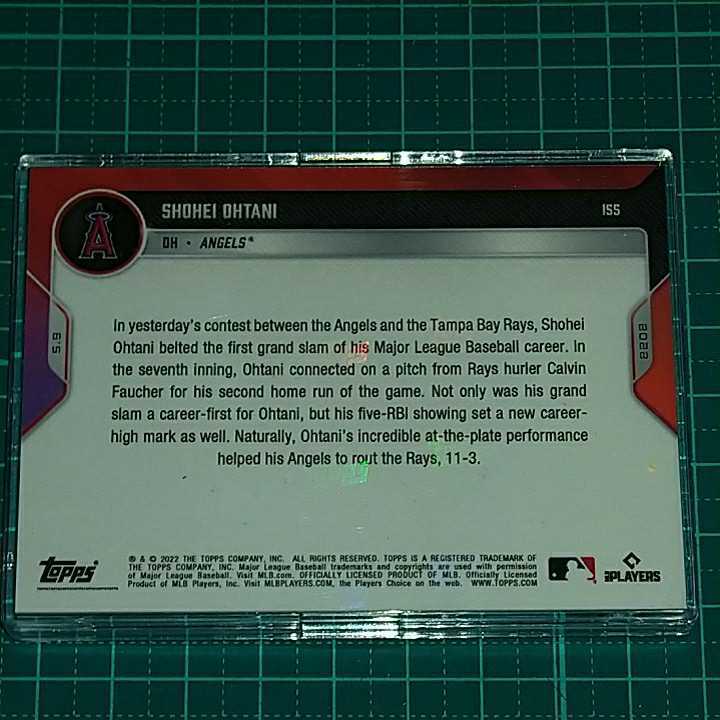 SHOHEI OHTANI
155
DH • ANGELS*
A
5.9
2022
In yesterday's contest between the Angels and the Tampa Bay Rays, Shohei
Ohtani belted the first grand slam of his Major League Baseball career. In
the seventh inning, Ohtani connected on a pitch from Rays hurler Calvin
Faucher for his second home run of the game. Not only was his grand
slam a career-first for Ohtani, but his five-RBI showing set a new career-
high mark as well. Naturally, Ohtani's incredible at-the-plate performance
helped his Angels to rout the Rays, 11-3.
topps
® & © 2022 THE TOPPS COMPANY, INC. ALL RIGHTS RESERVED. TOPPS IS A REGISTERED TRADEMARK OF
THE TOPPS COMPANY, INC. Major League Baseball trademarks and copyrights are used with permission
of Major League Baseball. Visit MLB.com. OFFICIALLY LICENSED PRODUCT OF MLB. Officially Licensed
Product of MLB Players, Inc. Visit MLBPLAYERS.COM, the Players Choice on the web. WWW.TOPPS.COM
PLAYERS